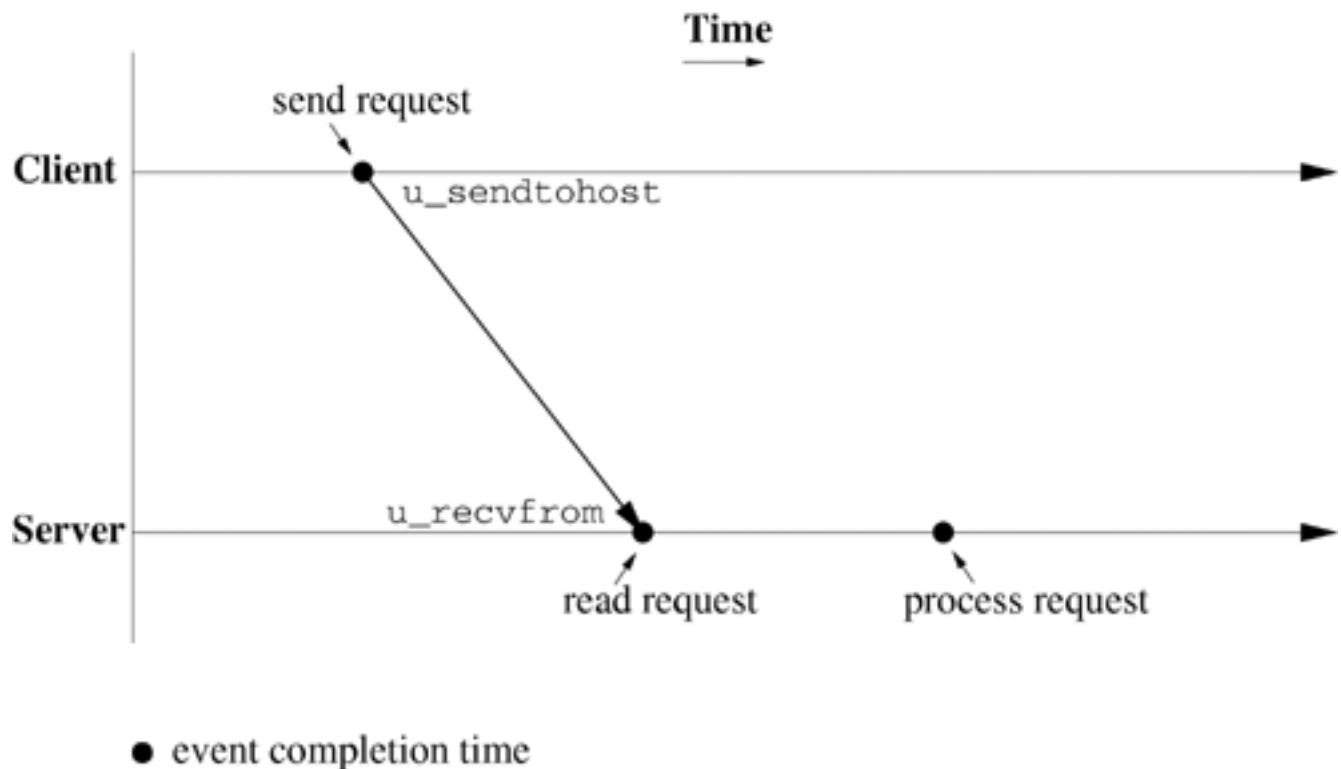 Time
send request
Client
u_sendtohost
u_recvfrom
Server
read request
process request
event completion time